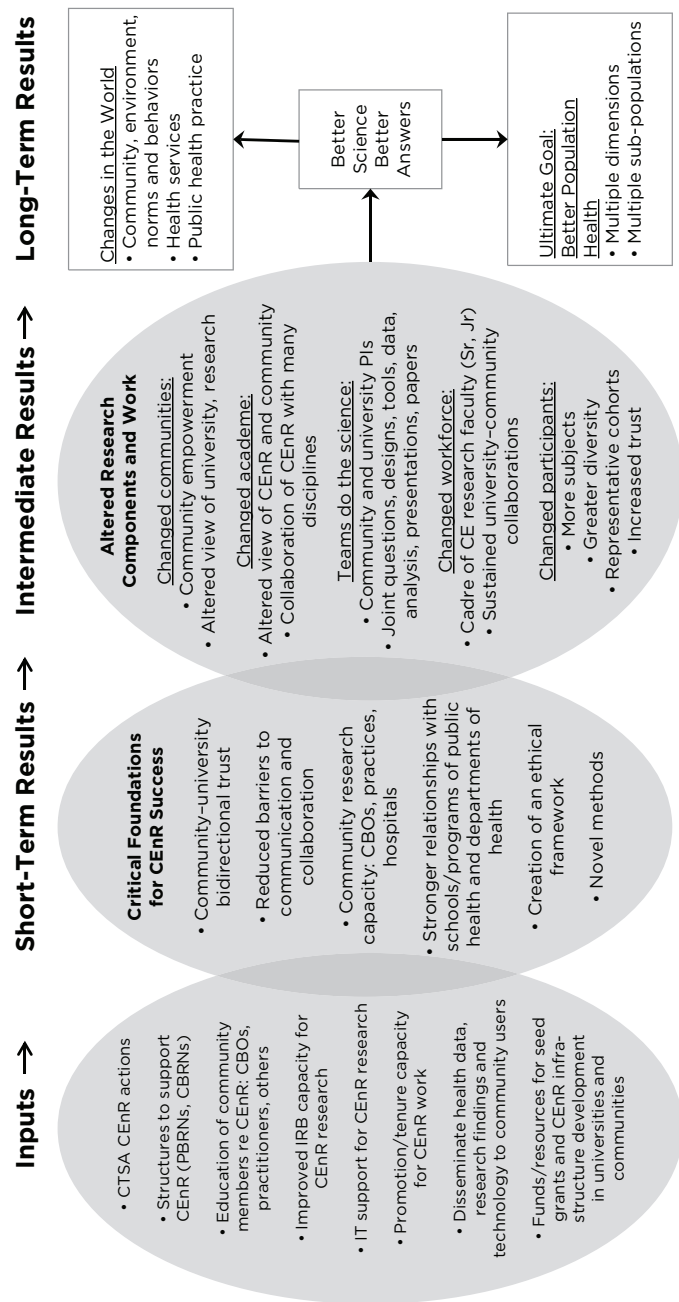 Inputs →
Short-Term Results →
Intermediate Results →
Long-Term Results
• CTSA CEnR actions
• Structures to support
CEnR (PBRNs, CBRNs)
• Education of community
members re CEnR: CBOs,
practitioners, others
• Improved IRB capacity for
CEnR research
• IT support for CEnR research
• Promotion/tenure capacity
for CEnR work
• Disseminate health data,
research findings and
technology to community users
• Funds/resources for seed
grants and CEnR infra-
structure development
in universities and
communities
Critical Foundations
for CEnR Success
• Community–university
bidirectional trust
• Reduced barriers to
communication and
collaboration
• Community research
capacity: CBOs, practices,
hospitals
• Stronger relationships with
schools/programs of public
health and departments of
health
• Creation of an ethical
framework
• Novel methods
Altered Research
Components and Work
Changed communities:
• Community empowerment
• Altered view of university, research
Changed academe:
• Altered view of CEnR and community
• Collaboration of CEnR with many
disciplines
Teams do the science:
• Community and university PIs
• Joint questions, designs, tools, data,
analysis, presentations, papers
Changed workforce:
• Cadre of CE research faculty (Sr, Jr)
• Sustained university–community
collaborations
Changed participants:
• More subjects
• Greater diversity
• Representative cohorts
• Increased trust
Changes in the World
• Community, environment,
norms and behaviors
• Health services
• Public health practice
Better
Science
Better
Answers
Ultimate Goal:
Better Population
Health
• Multiple dimensions
• Multiple sub-populations